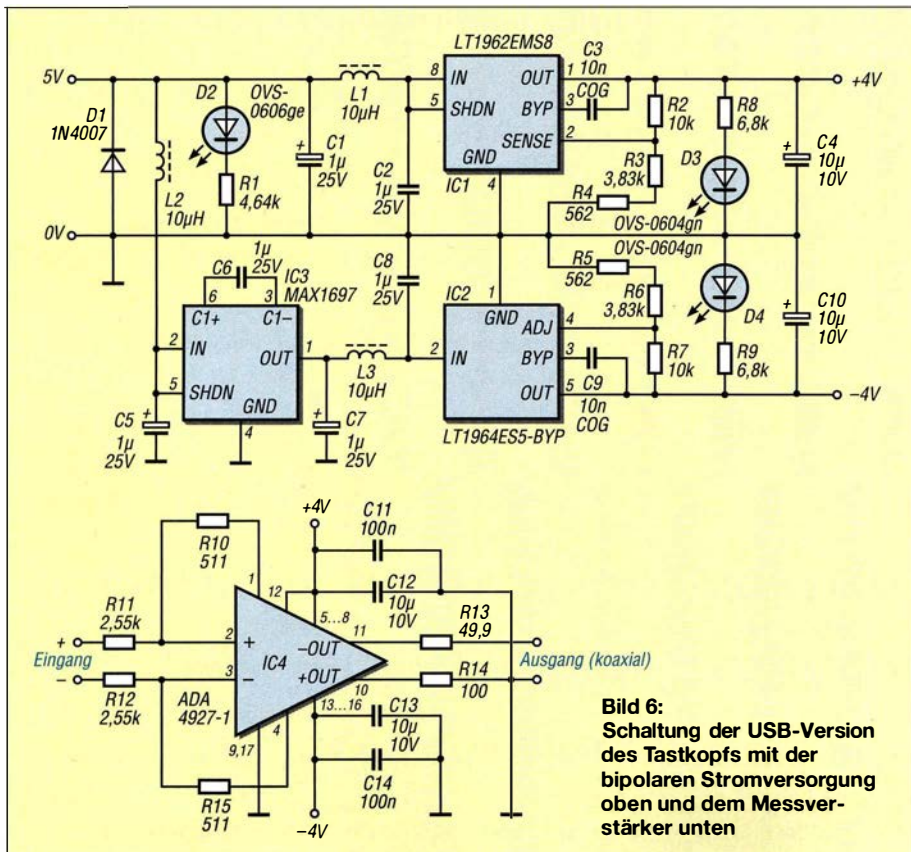 LT1962EMS8
5V
D1
1N4007
D2
OVS-
0606ge
L2
10µH
R1
4,64k
+
C1
1µ
25V
L1
10µH
C2
1µ
25V
8
IN
5
SHDN
GND
4
IC1
OUT
1
BYP
3
SENSE
2
C3
10n
COG
R2
10k
R3
3,83k
R4
562
R8
6,8k
D3
OVS-0604gn
+
C4
10µ
10V
+4V
0V
C6
1µ
25V
6
3
IC3
MAX1697
C1+
C1–
2
IN
5
SHDN
OUT
1
GND
4
+
C5
1µ
25V
L3
10µH
+
C7
1µ
25V
C8
1µ
25V
1
IC2
GND
2
IN
ADJ
4
BYP
3
OUT
5
LT1964ES5-BYP
C9
10n
COG
OVS-0604gn
R5
562
R6
3,83k
R7
10k
D4
R9
6,8k
+
C10
10µ
10V
–4V
+4V
C11
100n
R10
511
1
12
C12
10µ
10V
5...8
R11
2,55k
+
2
+
Eingang
–
R12
2,55k
3
–
IC4
ADA
4927-1
–OUT
11
+OUT
10
13...16
9,17
4
R13
49,9
R14
100
Ausgang (koaxial)
C13
10µ
10V
C14
100n
R15
511
–4V
Bild 6:
Schaltung der USB-Version
des Tastkopfs mit der
bipolaren Stromversorgung
oben und dem Messver-
stärker unten